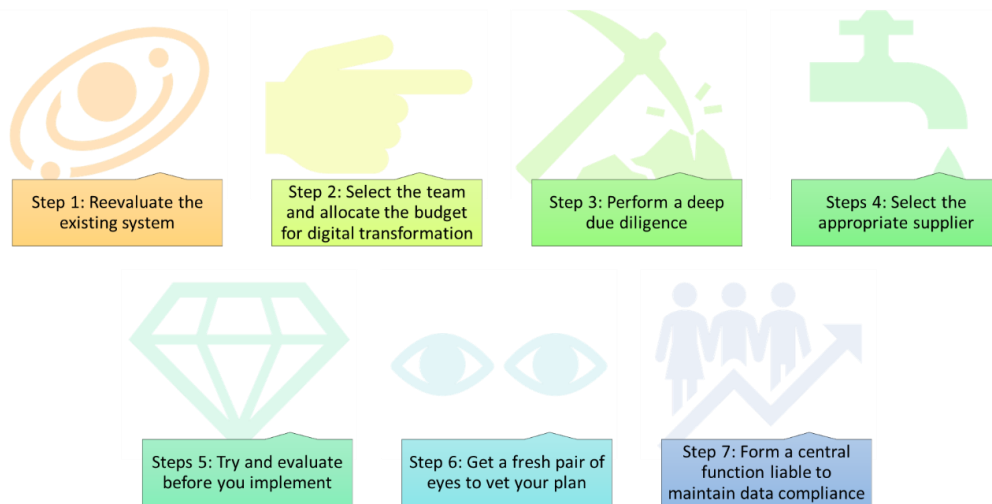 Step 1: Reevaluate the
existing system
Step 2: Select the team
and allocate the budget
for digital transformation
Step 3: Perform a deep
due diligence
Steps 4: Select the
appropriate supplier
Steps 5: Try and evaluate
before you implement
Step 6: Get a fresh pair of
eyes to vet your plan
Step 7: Form a central
function liable to
maintain data compliance